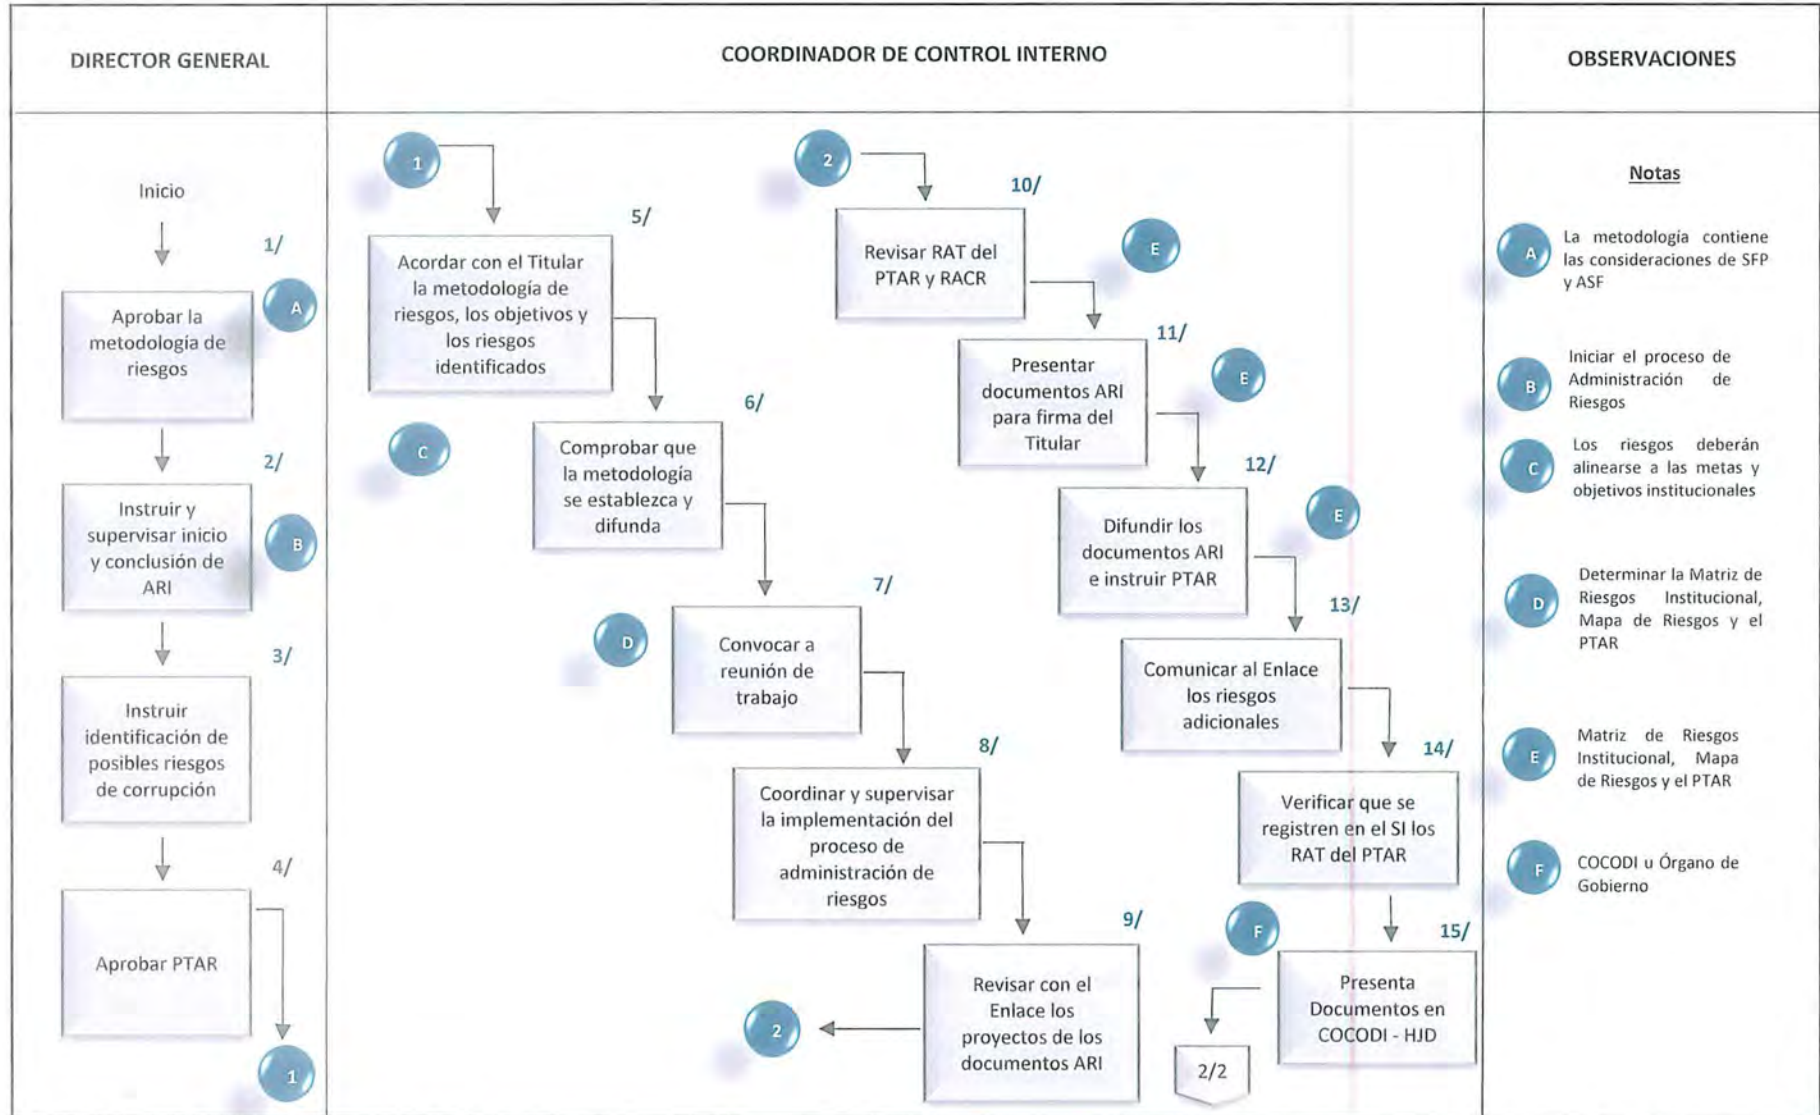 DIRECTOR GENERAL
COORDINADOR DE CONTROL INTERNO
OBSERVACIONES
Inicio
1/
A
Aprobar la
metodología de
riesgos
2/
Instruir y
supervisar inicio
y conclusión de
ARI
B
3/
Instruir
identificación de
posibles riesgos
de corrupción
4/
Aprobar PTAR
1
1
5/
Acordar con el Titular
la metodología de
riesgos, los objetivos y
los riesgos
identificados
6/
C
Comprobar que
la metodología
se establezca y
difunda
7/
D
Convocar a
reunión de
trabajo
8/
Coordinar y supervisar
la implementación del
proceso de
administración de
riesgos
9/
Revisar con el
Enlace los
proyectos de los
documentos ARI
2
2
10/
Revisar RAT del
PTAR y RACR
E
11/
Presentar
documentos ARI
para firma del
Titular
E
12/
Difundir los
documentos ARI
e instruir PTAR
E
13/
Comunicar al Enlace
los riesgos
adicionales
14/
Verificar que se
registren en el SI los
RAT del PTAR
F
15/
Presenta
Documentos en
COCODI - HJD
2/2
Notas
A
La metodología contiene
las consideraciones de SFP
y ASF
B
Iniciar el proceso de
Administración de
Riesgos
C
Los riesgos deberán
alinearse a las metas y
objetivos institucionales
D
Determinar la Matriz de
Riesgos Institucional,
Mapa de Riesgos y el
PTAR
E
Matriz de Riesgos
Institucional, Mapa
de Riesgos y el PTAR
F
COCODI u Órgano de
Gobierno